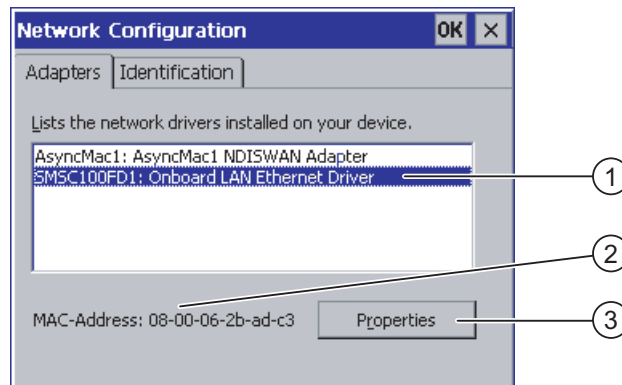 Network Configuration OK ×
Adapters Identification
Lists the network drivers installed on your device.
AsyncMac1: AsyncMac1 NDISWAN Adapter
SMSC100FD1: Onboard LAN Ethernet Driver
1
2
MAC-Address: 08-00-06-2b-ad-c3 Properties
3